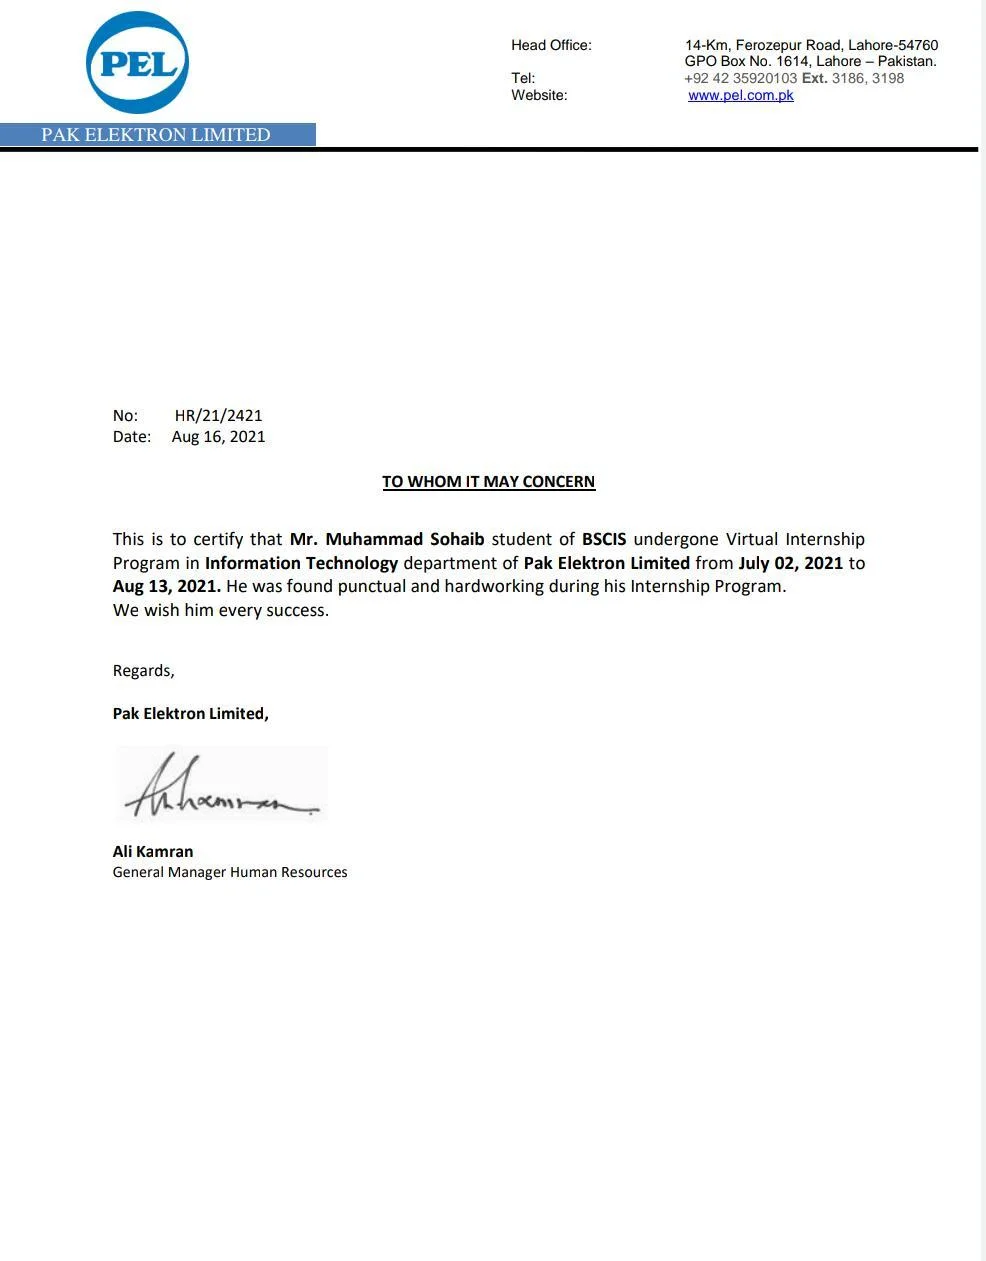 PEL
PAK ELEKTRON LIMITED
Head Office: 14-Km, Ferozepur Road, Lahore-54760
GPO Box No. 1614, Lahore – Pakistan.
Tel: +92 42 35920103 Ext. 3186, 3198
Website: www.pel.com.pk
No: HR/21/2421
Date: Aug 16, 2021
TO WHOM IT MAY CONCERN
This is to certify that Mr. Muhammad Sohaib student of BSCIS undergone Virtual Internship
Program in Information Technology department of Pak Elektron Limited from July 02, 2021 to
Aug 13, 2021. He was found punctual and hardworking during his Internship Program.
We wish him every success.
Regards,
Pak Elektron Limited,
Ali Kamran
General Manager Human Resources